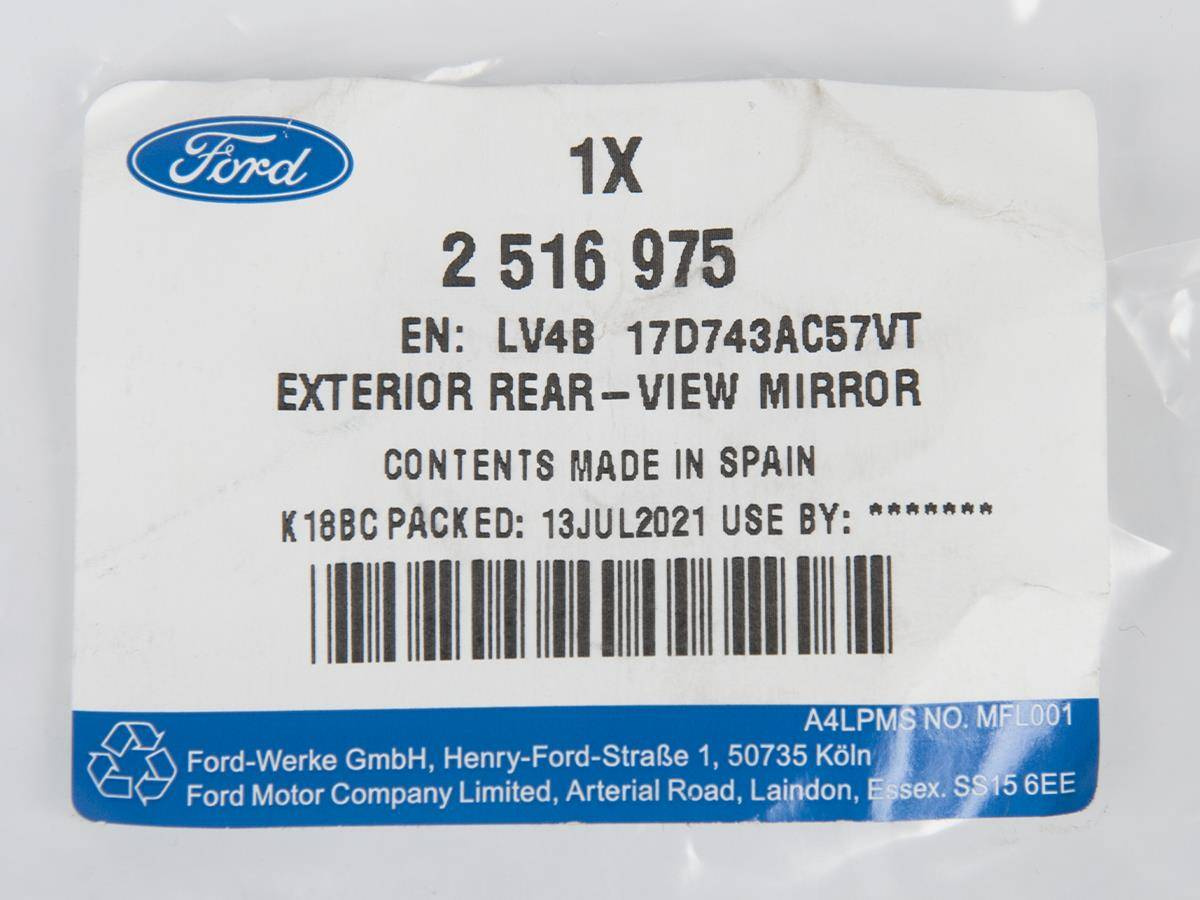 Ford
1X
2 516 975
EN: LV4B 17D743AC57VT
EXTERIOR REAR-VIEW MIRROR
CONTENTS MADE IN SPAIN
K18BC PACKED: 13JUL2021 USE BY: *******
A4LPMS NO. MFL001
Ford-Werke GmbH, Henry-Ford-Straße 1, 50735 Köln
Ford Motor Company Limited, Arterial Road, Laindon, Essex. SS15 6EE